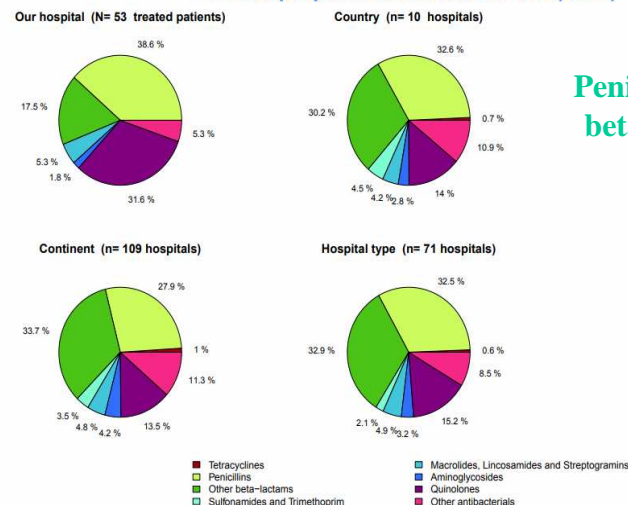 Our hospital (N= 53 treated patients)
38.6 %
17.5 %
5.3 %
5.3 %
1.8 %
31.6 %
Country (n= 10 hospitals)
32.6 %
30.2 %
0.7 %
10.9 %
4.5 %
4.2 %
2.8 %
14 %
Continent (n= 109 hospitals)
27.9 %
33.7 %
1 %
11.3 %
3.5 %
4.8 %
4.2 %
13.5 %
Hospital type (n= 71 hospitals)
32.5 %
32.9 %
0.6 %
8.5 %
2.1 %
4.9 %
3.2 %
15.2 %
Tetracyclines
Penicillins
Other beta-lactams
Sulfonamides and Trimethoprim
Macrolides, Lincosamides and Streptogramins
Aminoglycosides
Quinolones
Other antibacterials